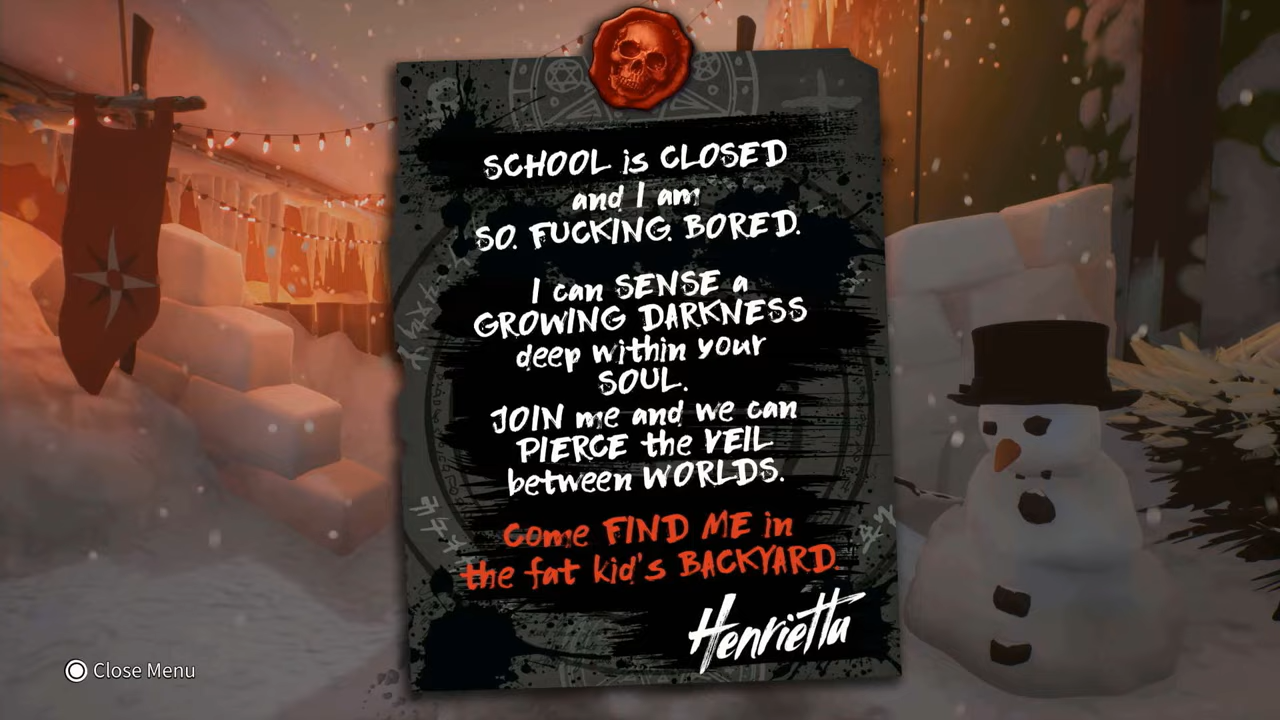 SCHOOL is CLOSED
and I am
SO. FUCKING. BORED.
I can SENSE a
GROWING DARKNESS
deep within your
SOUL.
JOIN me and we can
PIERCE the VEIL
between WORLDS.
Come FIND ME in
the fat kid's BACKYARD.
Henrietta
Close Menu